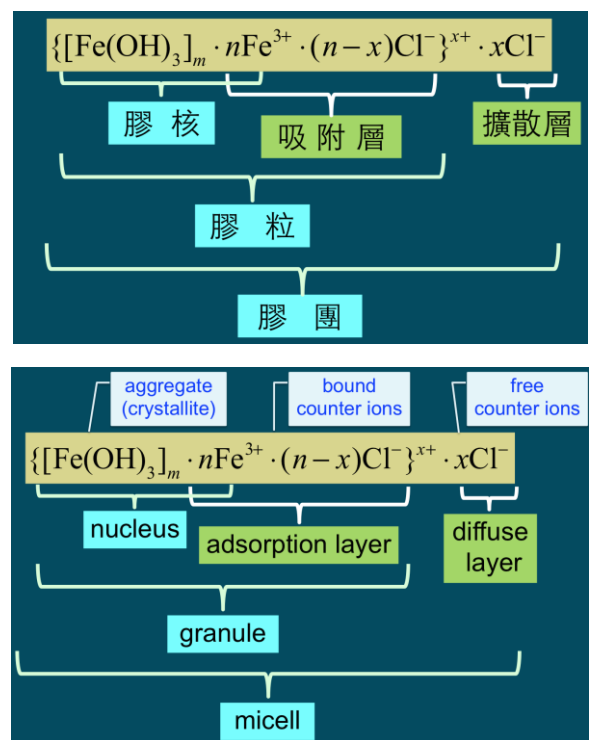 {[Fe(OH)₃]ₘ · nFe³⁺ · (n−x)Cl⁻}ˣ⁺ · xCl⁻
膠 核
吸 附 層
擴散層
膠 粒
膠 團
aggregate
(crystallite)
bound
counter ions
free
counter ions
{[Fe(OH)₃]ₘ · nFe³⁺ · (n−x)Cl⁻}ˣ⁺ · xCl⁻
nucleus
adsorption layer
diffuse
layer
granule
micell